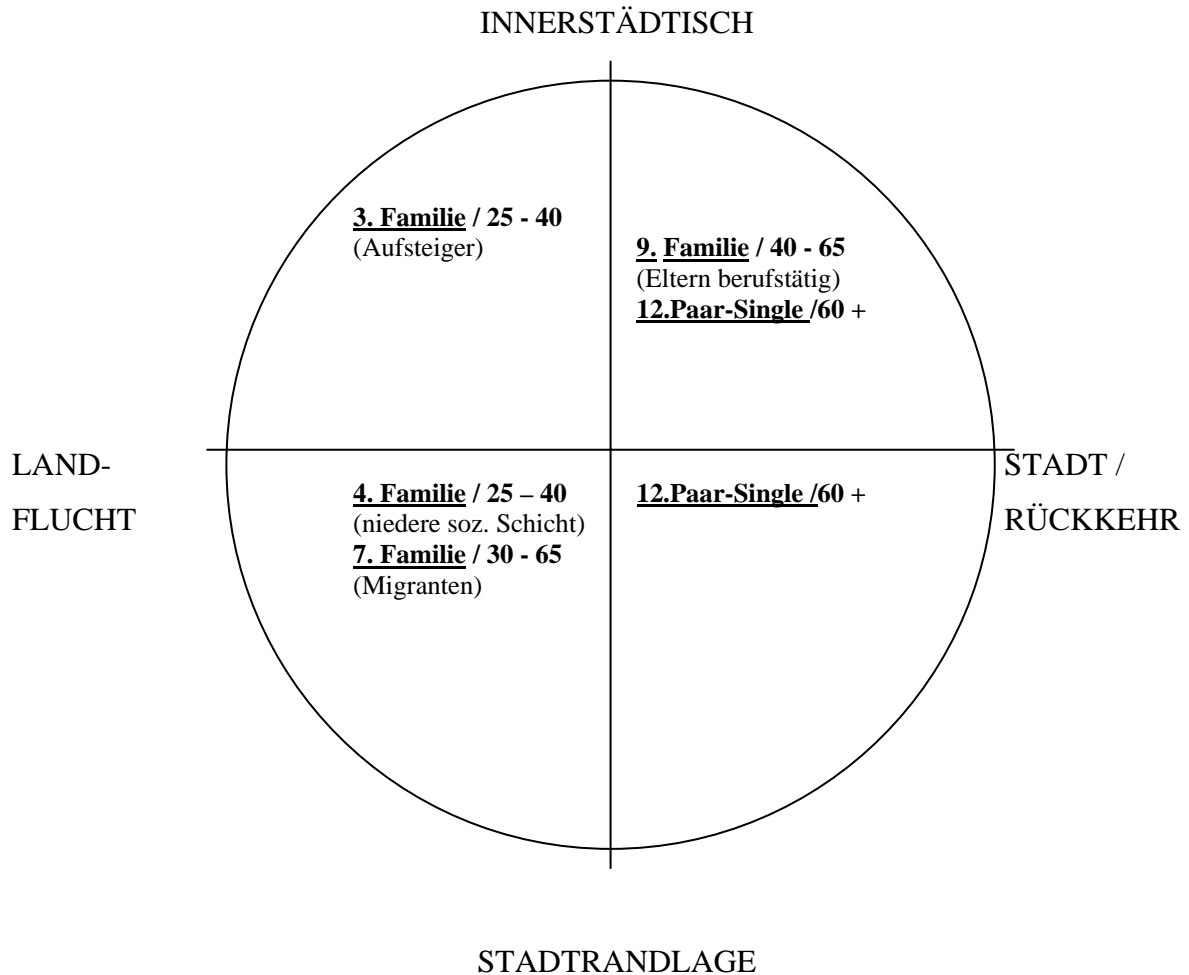 INNERSTÄDTISCH
3. Familie / 25 - 40
(Aufsteiger)
9. Familie / 40 - 65
(Eltern berufstätig)
12.Paar-Single /60 +
LAND-
FLUCHT
STADT /
RÜCKKEHR
4. Familie / 25 – 40
(niedere soz. Schicht)
7. Familie / 30 - 65
(Migranten)
12.Paar-Single /60 +
STADTRANDLAGE